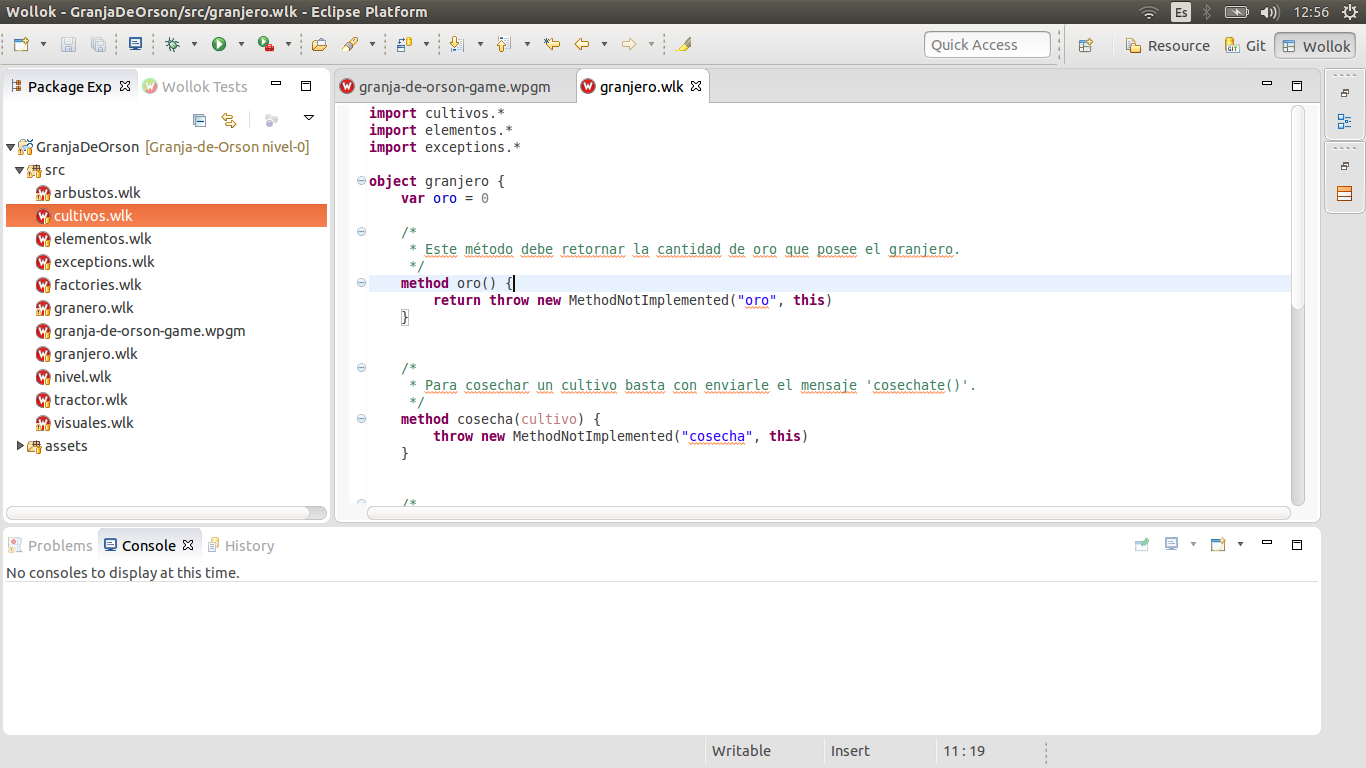 Wollok - GranjaDeOrson/src/granjero.wlk - Eclipse Platform
Es
12:56
Quick Access
Resource
Git
Wollok
Package Exp
Wollok Tests
GranjaDeOrson [Granja-de-Orson nivel-0]
src
arbustos.wlk
cultivos.wlk
elementos.wlk
exceptions.wlk
factories.wlk
granero.wlk
granja-de-orson-game.wpgm
granjero.wlk
nivel.wlk
tractor.wlk
visuales.wlk
assets
granja-de-orson-game.wpgm
granjero.wlk
import cultivos.*
import elementos.*
import exceptions.*
object granjero {
var oro = 0
/*
* Este método debe retornar la cantidad de oro que posee el granjero.
*/
method oro() {
return throw new MethodNotImplemented("oro", this)
}
/*
* Para cosechar un cultivo basta con enviarle el mensaje 'cosechate()'.
*/
method cosecha(cultivo) {
throw new MethodNotImplemented("cosecha", this)
}
/*
Problems
Console
History
No consoles to display at this time.
Writable
Insert
11 : 19